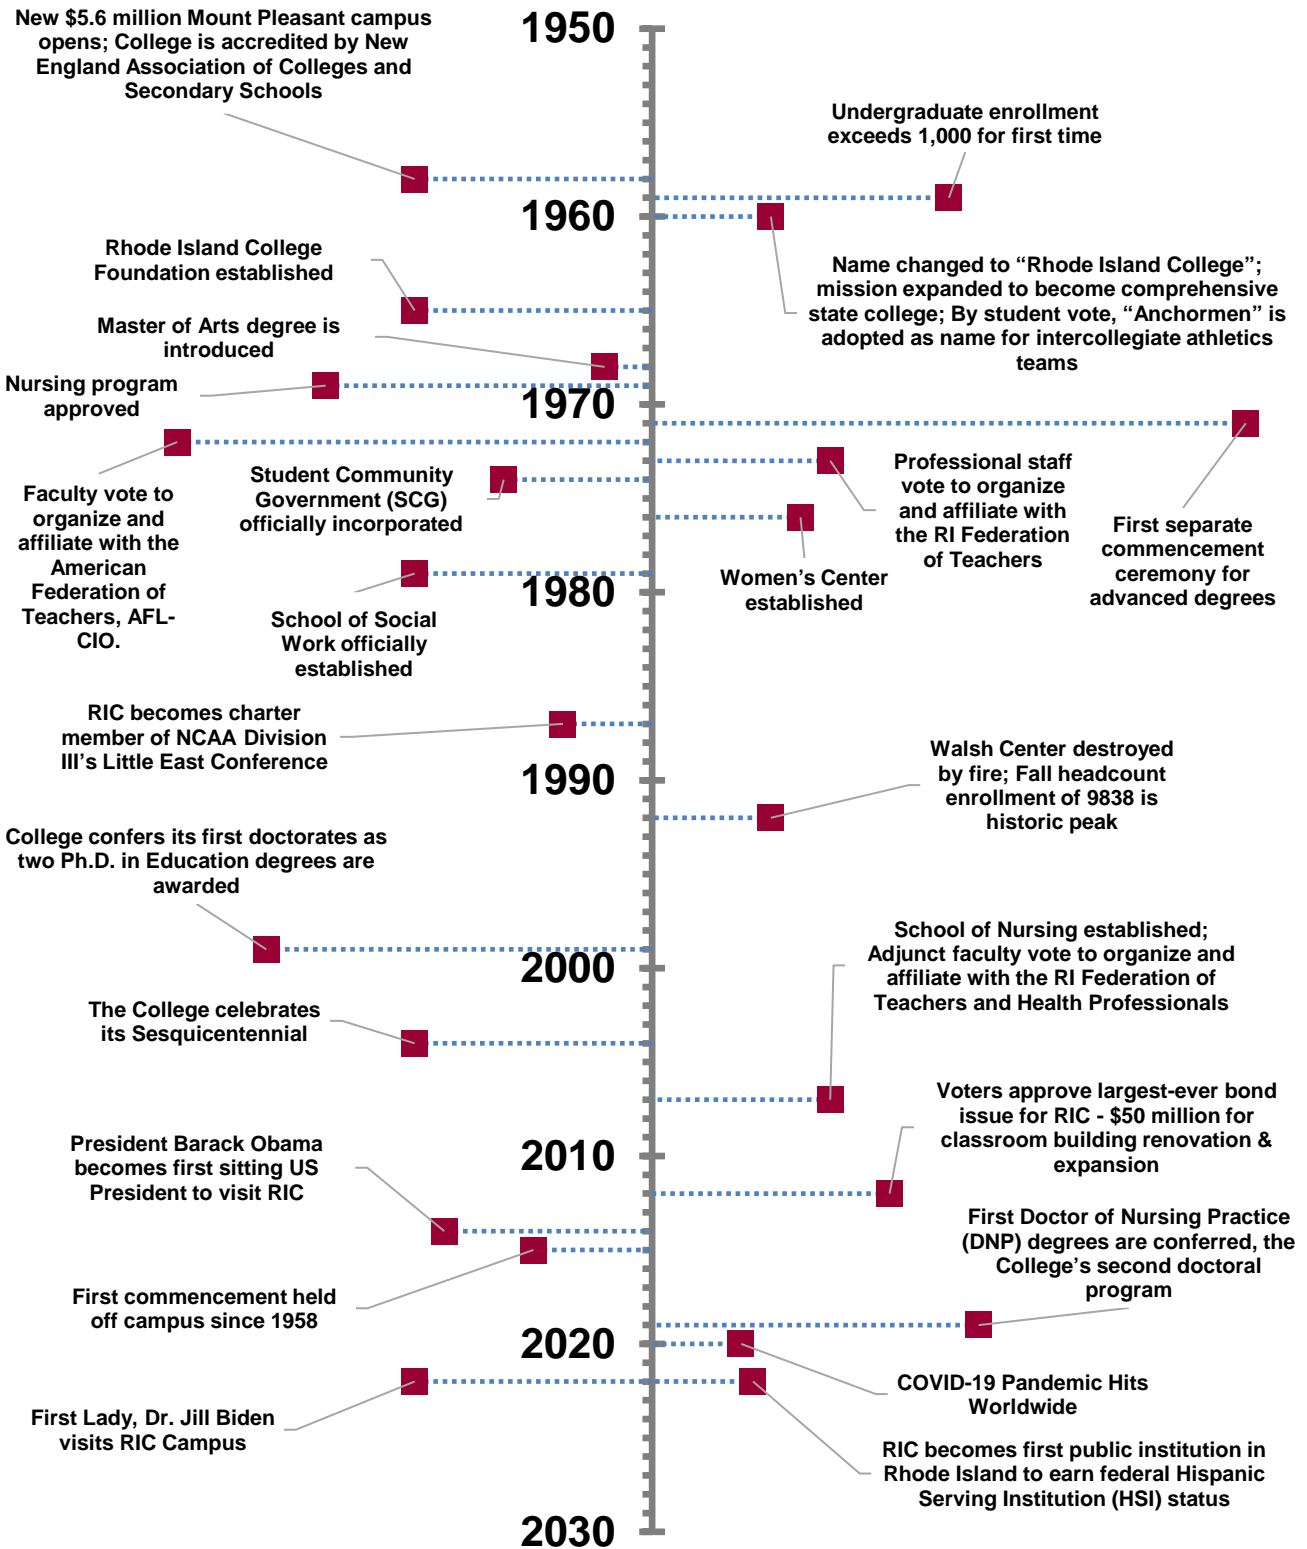 New $5.6 million Mount Pleasant campus
opens; College is accredited by New
England Association of Colleges and
Secondary Schools
1950
Undergraduate enrollment
exceeds 1,000 for first time
1960
Rhode Island College
Foundation established
Name changed to “Rhode Island College”;
mission expanded to become comprehensive
state college; By student vote, “Anchormen” is
adopted as name for intercollegiate athletics
teams
Master of Arts degree is
introduced
Nursing program
approved
1970
Faculty vote to
organize and
affiliate with the
American
Federation of
Teachers, AFL-
CIO.
Student Community
Government (SCG)
officially incorporated
Professional staff
vote to organize
and affiliate with
the RI Federation
of Teachers
First separate
commencement
ceremony for
advanced degrees
Women’s Center
established
1980
School of Social
Work officially
established
RIC becomes charter
member of NCAA Division
III’s Little East Conference
1990
Walsh Center destroyed
by fire; Fall headcount
enrollment of 9838 is
historic peak
College confers its first doctorates as
two Ph.D. in Education degrees are
awarded
School of Nursing established;
Adjunct faculty vote to organize and
affiliate with the RI Federation of
Teachers and Health Professionals
2000
The College celebrates
its Sesquicentennial
Voters approve largest-ever bond
issue for RIC - $50 million for
classroom building renovation &
expansion
2010
President Barack Obama
becomes first sitting US
President to visit RIC
First Doctor of Nursing Practice
(DNP) degrees are conferred, the
College’s second doctoral
program
First commencement held
off campus since 1958
2020
COVID-19 Pandemic Hits
Worldwide
First Lady, Dr. Jill Biden
visits RIC Campus
RIC becomes first public institution in
Rhode Island to earn federal Hispanic
Serving Institution (HSI) status
2030